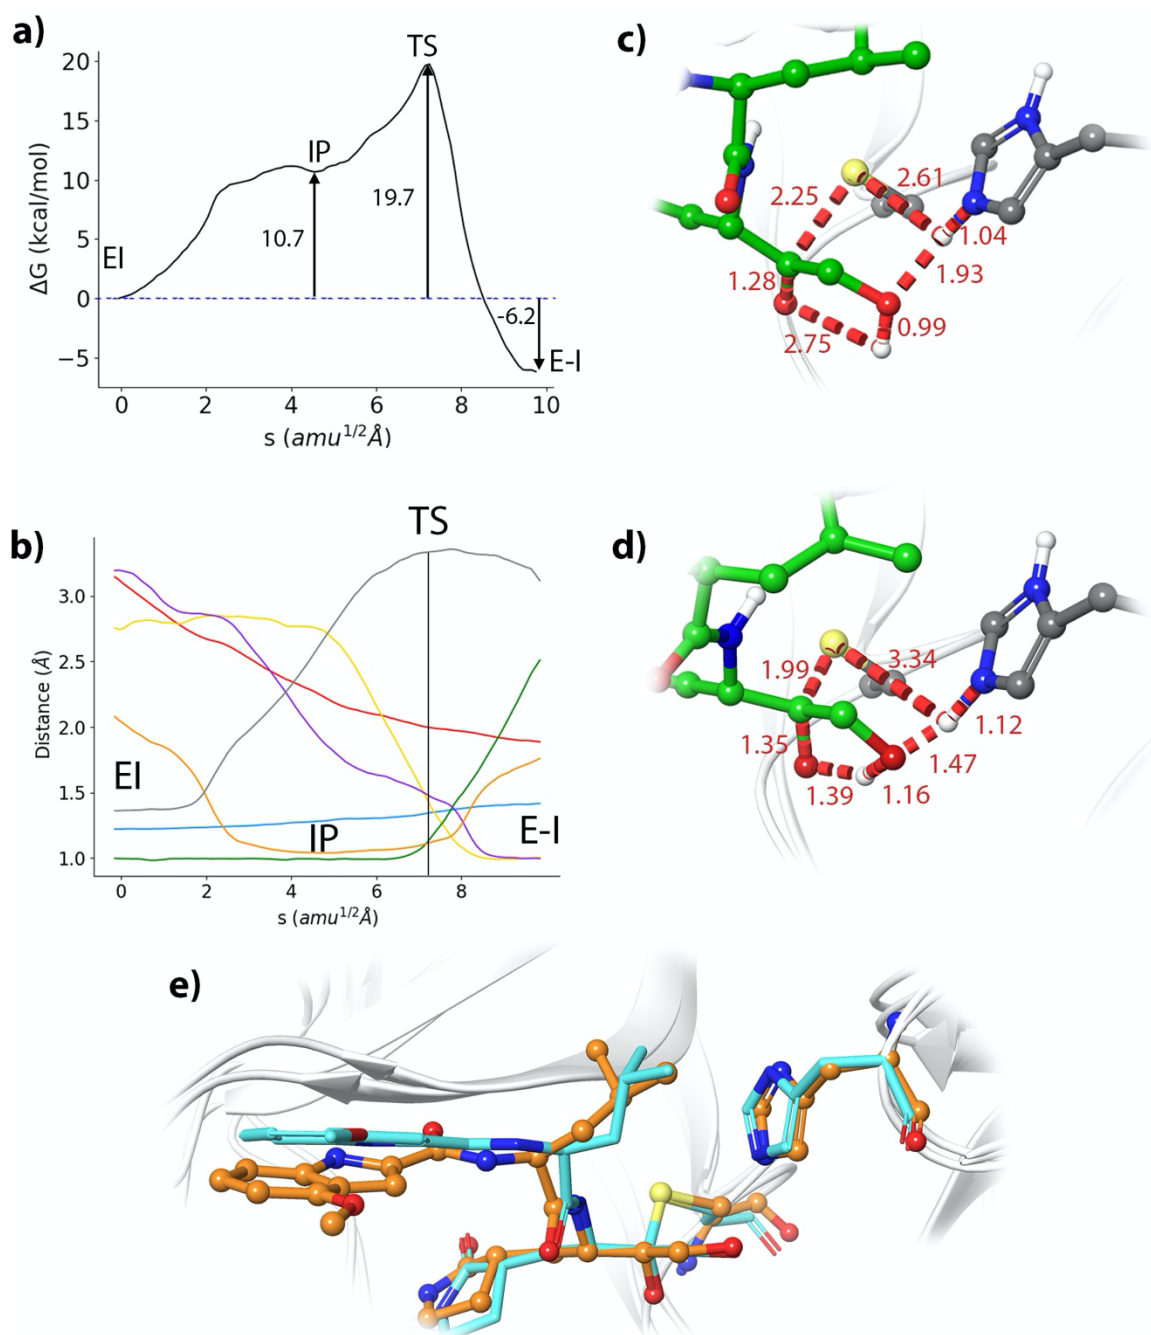 a)
TS
20
15
IP
10
19.7
10.7
5
EI
0
-6.2
−5
E-I
0 2 4 6 8 10
ΔG (kcal/mol)
s (amu1/2Å)
c)
2.61
2.25
1.04
1.28
1.93
0.99
2.75
b)
TS
3.0
2.5
2.0
1.5
1.0
EI
IP
E-I
0 2 4 6 8
Distance (Å)
s (amu1/2Å)
d)
1.99
3.34
1.12
1.35
1.47
1.39
1.16
e)